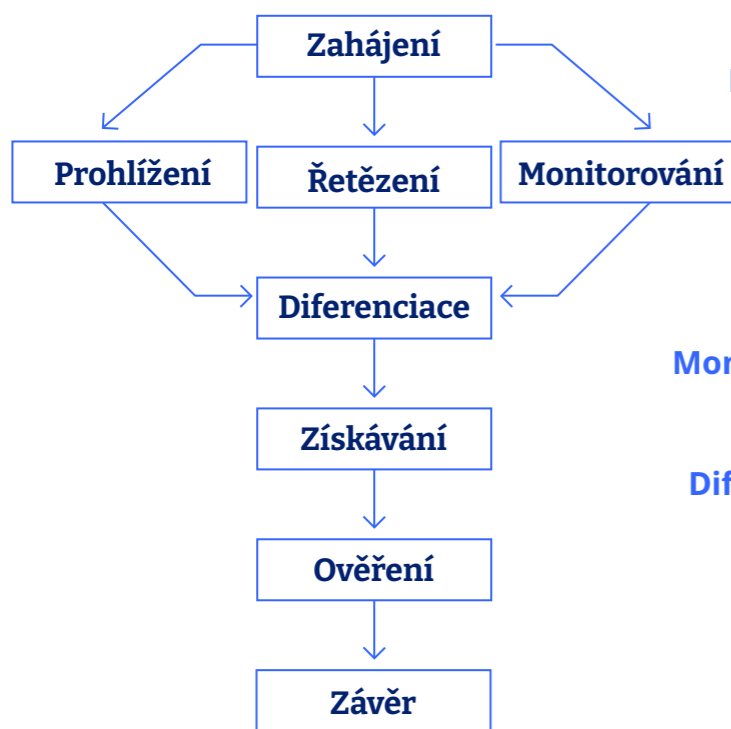 Zahájení
Prohlížení
Řetězení
Monitorování
Diferenciace
Získávání
Ověření
Závěr